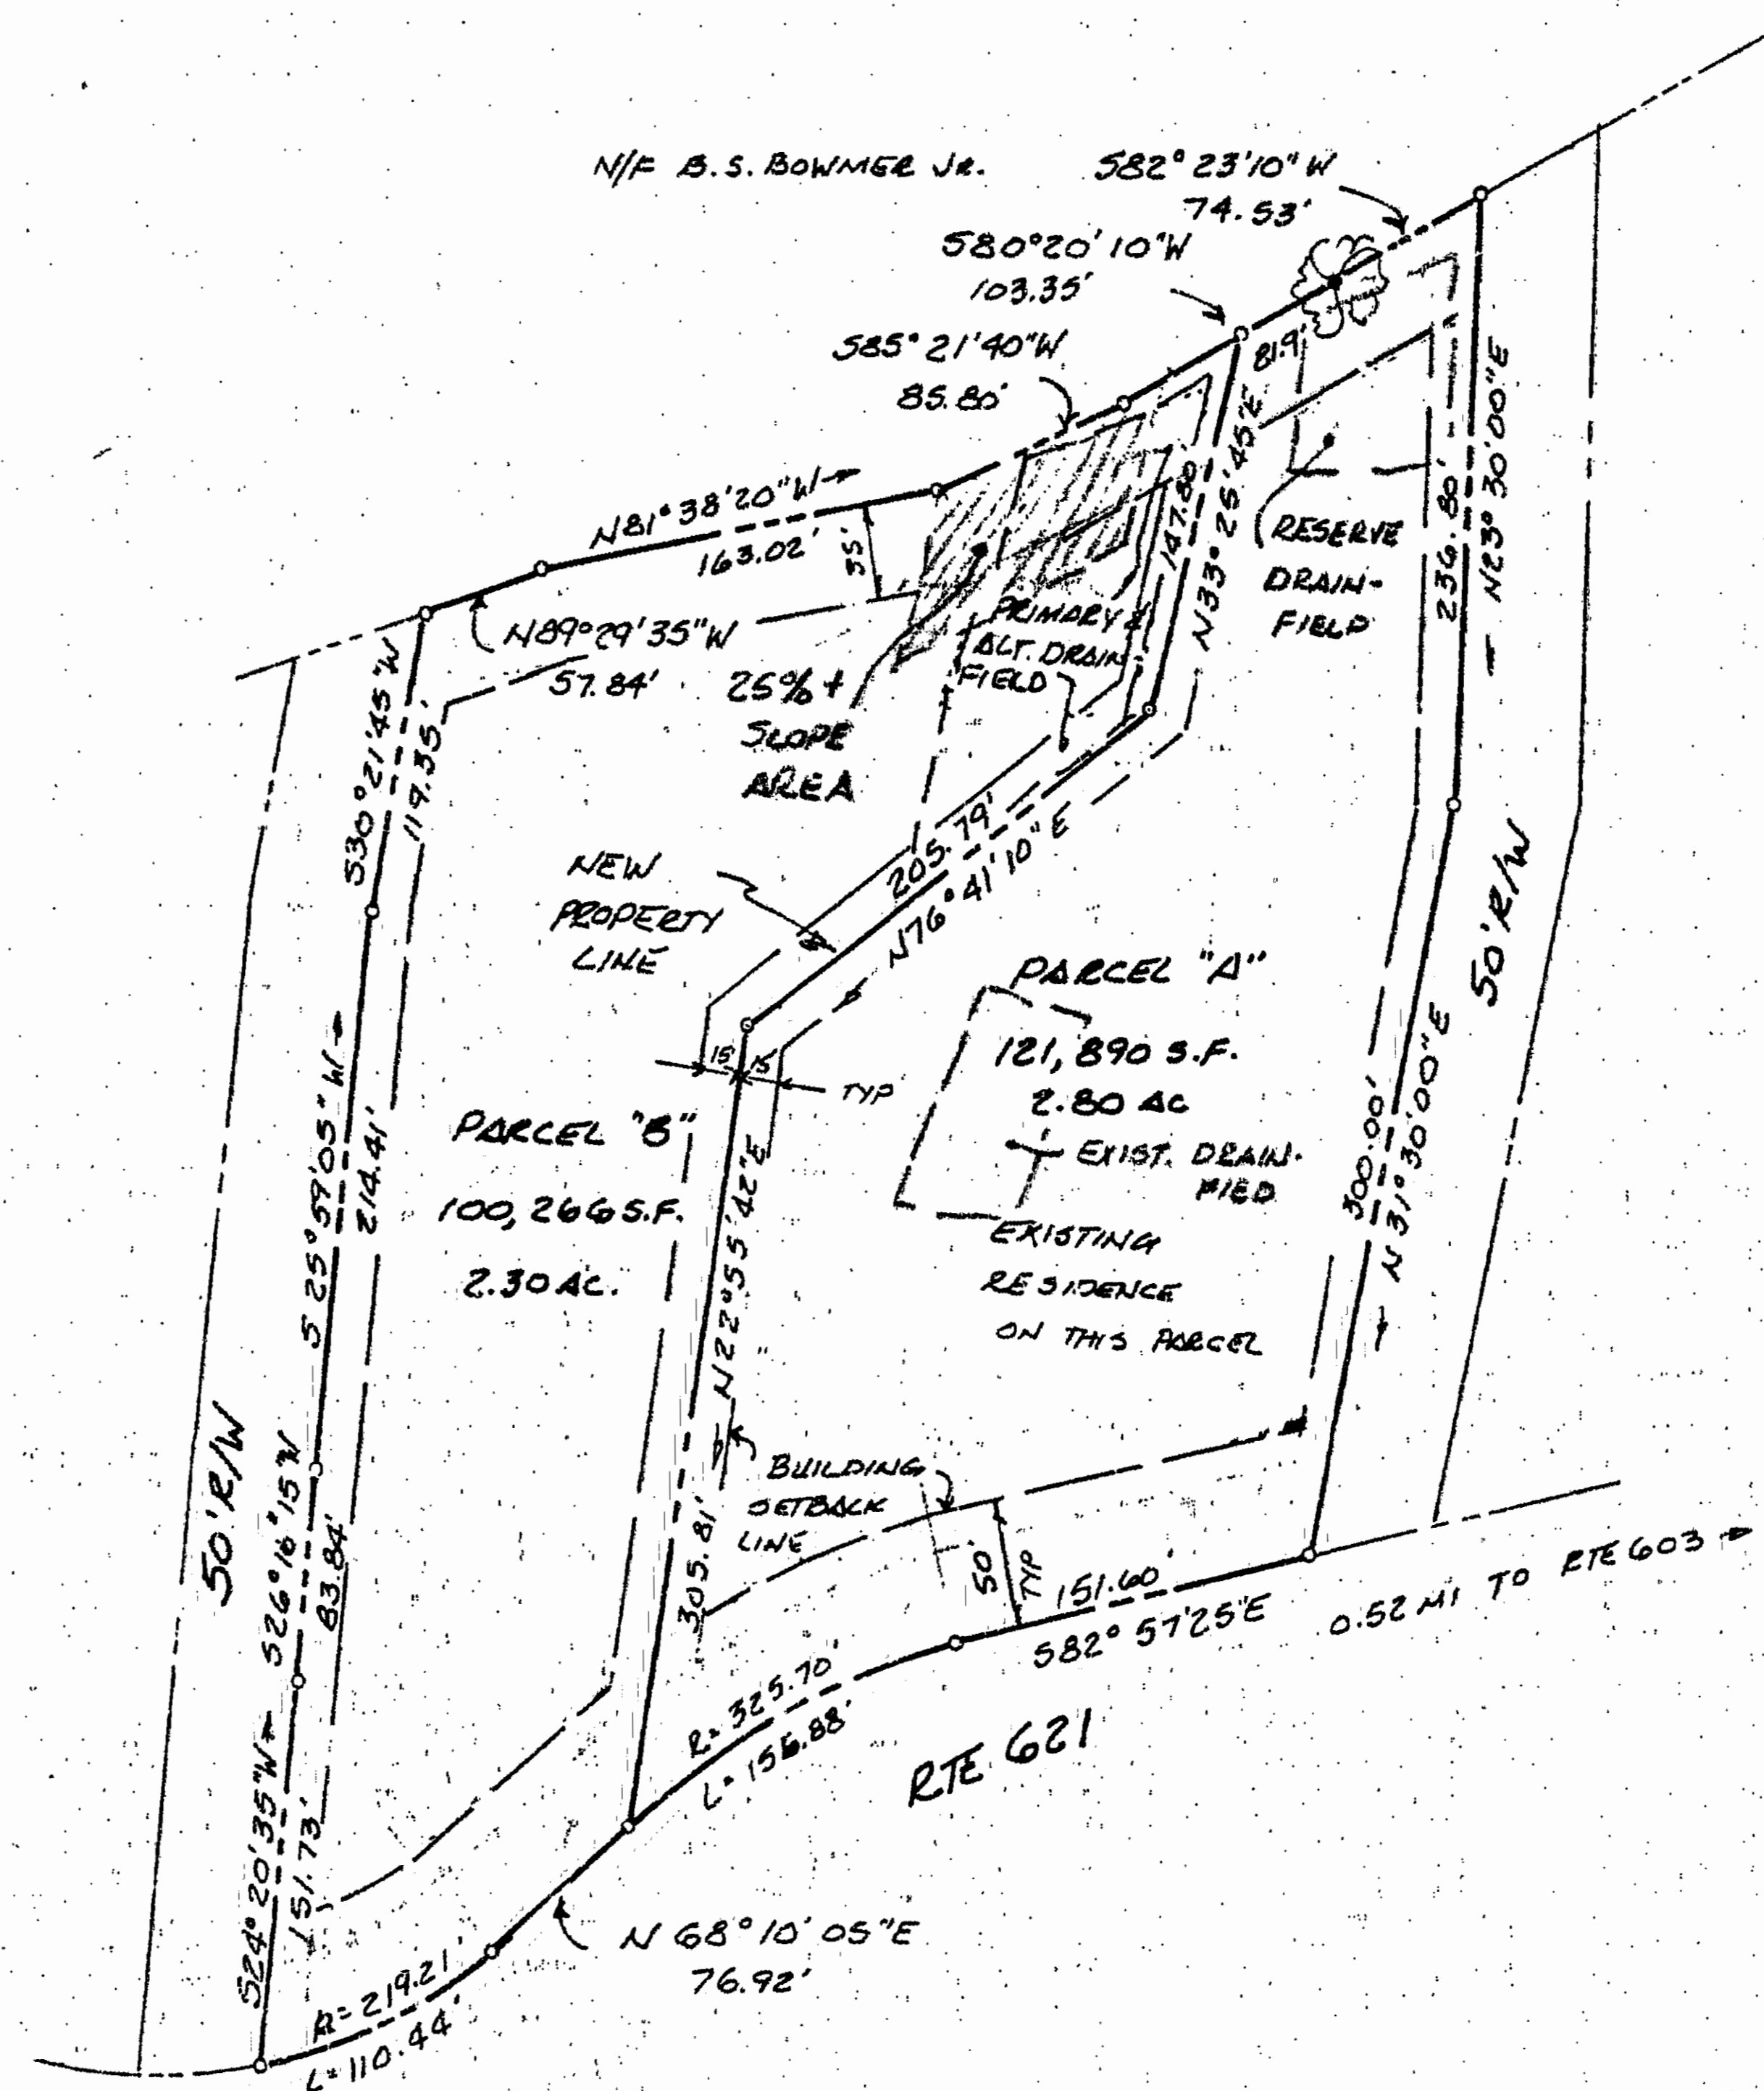 N/F B.S. BOWMER JR.
S82° 23'10" W
74.53'
S80°20'10"W
103.35'
S85°21'40"W
85.80'
81.9'
N81°38'20"W
163.02'
35'
N89°29'35"W
57.84'
25% +
SLOPE
AREA
PRIMARY &
ALT. DRAIN-
FIELD
147.80'
N33°25'45"E
RESERVE
DRAIN-
FIELD
236.80'
N23°30'00"E
S30°21'45"W
119.35'
NEW
PROPERTY
LINE
205.79'
N76°41'10"E
50' R/W
PARCEL "A"
121,890 S.F.
2.80 AC
EXIST. DRAIN-
FIED
EXISTING
RESIDENCE
ON THIS PARCEL
15'
15'
TYP
PARCEL "B"
100,266 S.F.
2.30 AC.
S 25°59'05" W
214.41'
N22°55'42"E
305.81'
300.00'
N 31°30'00"E
50' R/W
S26°16'15"W
83.84'
BUILDING
SETBACK
LINE
50'
TYP
151.60'
S82°57'25"E
0.52 MI TO RTE 603
R= 325.70'
L= 156.88'
RTE 621
S24°20'35"W
151.73'
N 68°10'05"E
76.92'
R=219.21'
L=110.44'